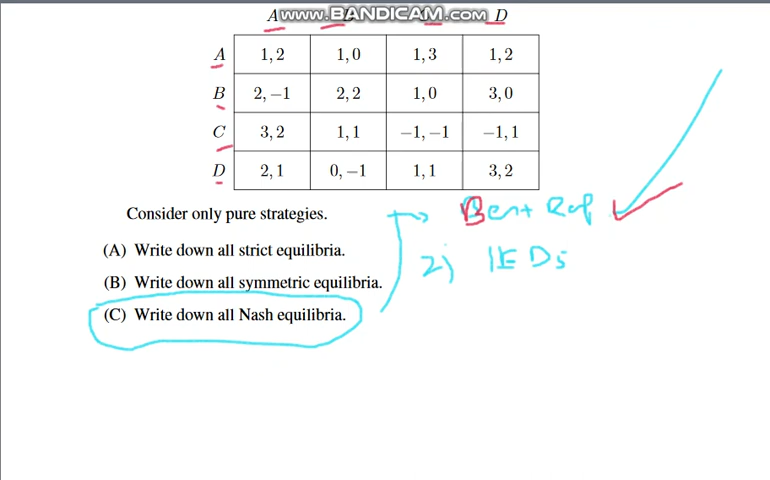 WWW.BANDICAM.COM
A D
A 1, 2 1, 0 1, 3 1, 2
B 2, −1 2, 2 1, 0 3, 0
C 3, 2 1, 1 −1, −1 −1, 1
D 2, 1 0, −1 1, 1 3, 2
Consider only pure strategies.
(A) Write down all strict equilibria.
(B) Write down all symmetric equilibria.
(C) Write down all Nash equilibria.
2) IEDS